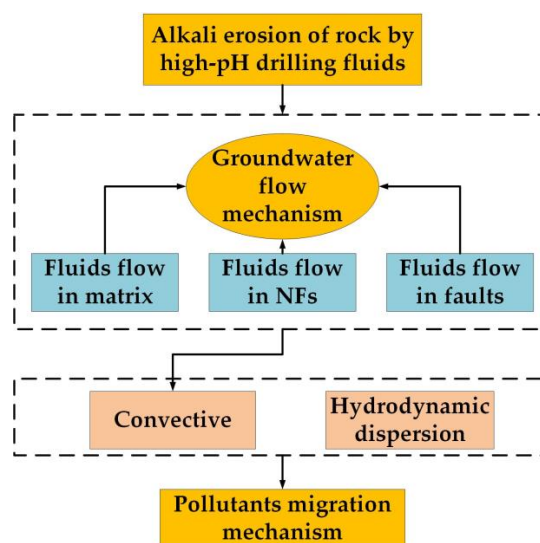 Alkali erosion of rock by
high-pH drilling fluids
Groundwater
flow
mechanism
Fluids flow
in matrix
Fluids flow
in NFs
Fluids flow
in faults
Convective
Hydrodynamic
dispersion
Pollutants migration
mechanism